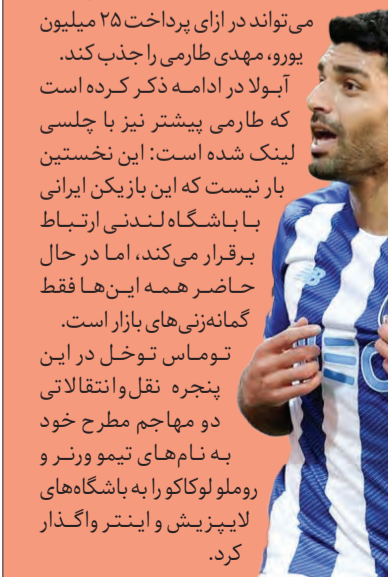 می‌تواند در ازای پرداخت ۲۵ میلیون
یورو، مهدی طارمی را جذب کند.
آبولا در ادامه ذکر کرده است
که طارمی پیشتر نیز با چلسی
لینک شده است: این نخستین
بار نیست که این بازیکن ایرانی
با باشگاه لندنی ارتباط
برقرار می‌کند، اما در حال
حاضر همه این‌ها فقط
گمانه‌زنی‌های بازار است.
توماس توخل در این
پنجره نقل‌وانتقالاتی
دو مهاجم مطرح خود
به نام‌های تیمو ورنر و
روملو لوکاکو را به باشگاه‌های
لایپزیش و اینتر واگذار
کرد.